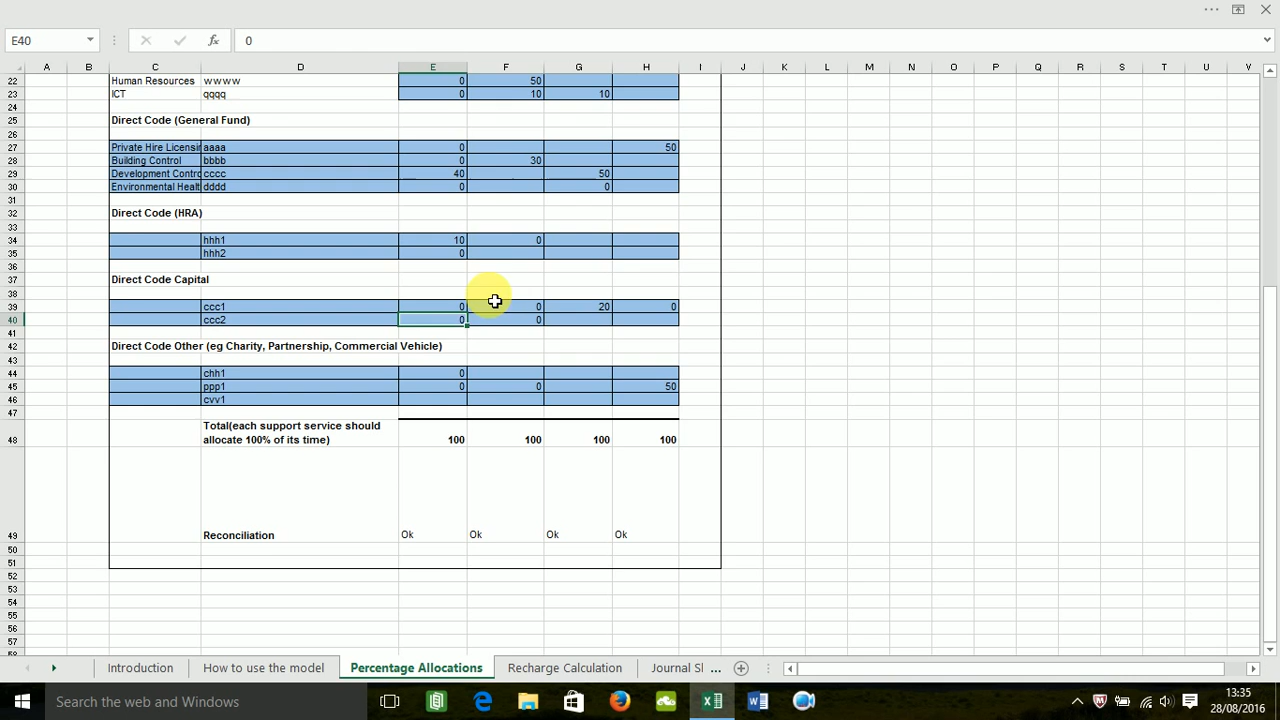 E40 fx 0
A B C D E F G H I J K L M N O P Q R S T U V
22 Human Resources wwww 0 50
23 ICT qqqq 0 10 10
24
25 Direct Code (General Fund)
26
27 Private Hire Licensin aaaa 0 50
28 Building Control bbbb 0 30
29 Development Contro cccc 40 50
30 Environmental Healt dddd 0 0
31
32 Direct Code (HRA)
33
34 hhh1 10 0
35 hhh2 0
36
37 Direct Code Capital
38
39 ccc1 0 0 20 0
40 ccc2 0 0
41
42 Direct Code Other (eg Charity, Partnership, Commercial Vehicle)
43
44 chh1 0
45 ppp1 0 0 50
46 cvv1
47
Total(each support service should
48 allocate 100% of its time) 100 100 100 100
49 Reconciliation Ok Ok Ok Ok
50
51
52
53
54
55
56
57
58
Introduction How to use the model Percentage Allocations Recharge Calculation Journal Sl ...
Search the web and Windows
13:35
28/08/2016